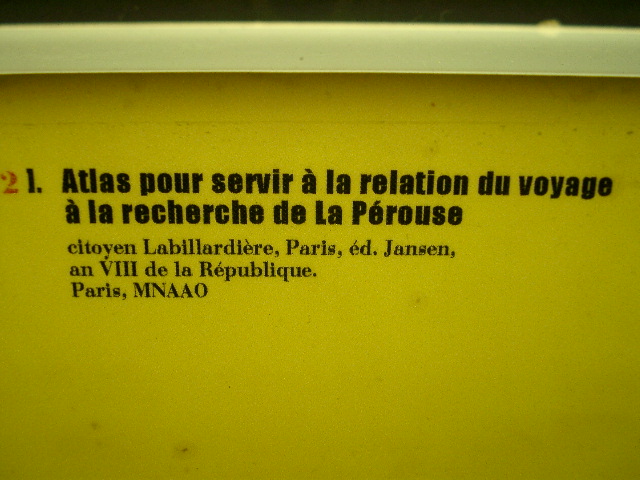 2 1. Atlas pour servir à la relation du voyage
à la recherche de La Pérouse
citoyen Labillardière, Paris, éd. Jansen,
an VIII de la République.
Paris, MNAAO